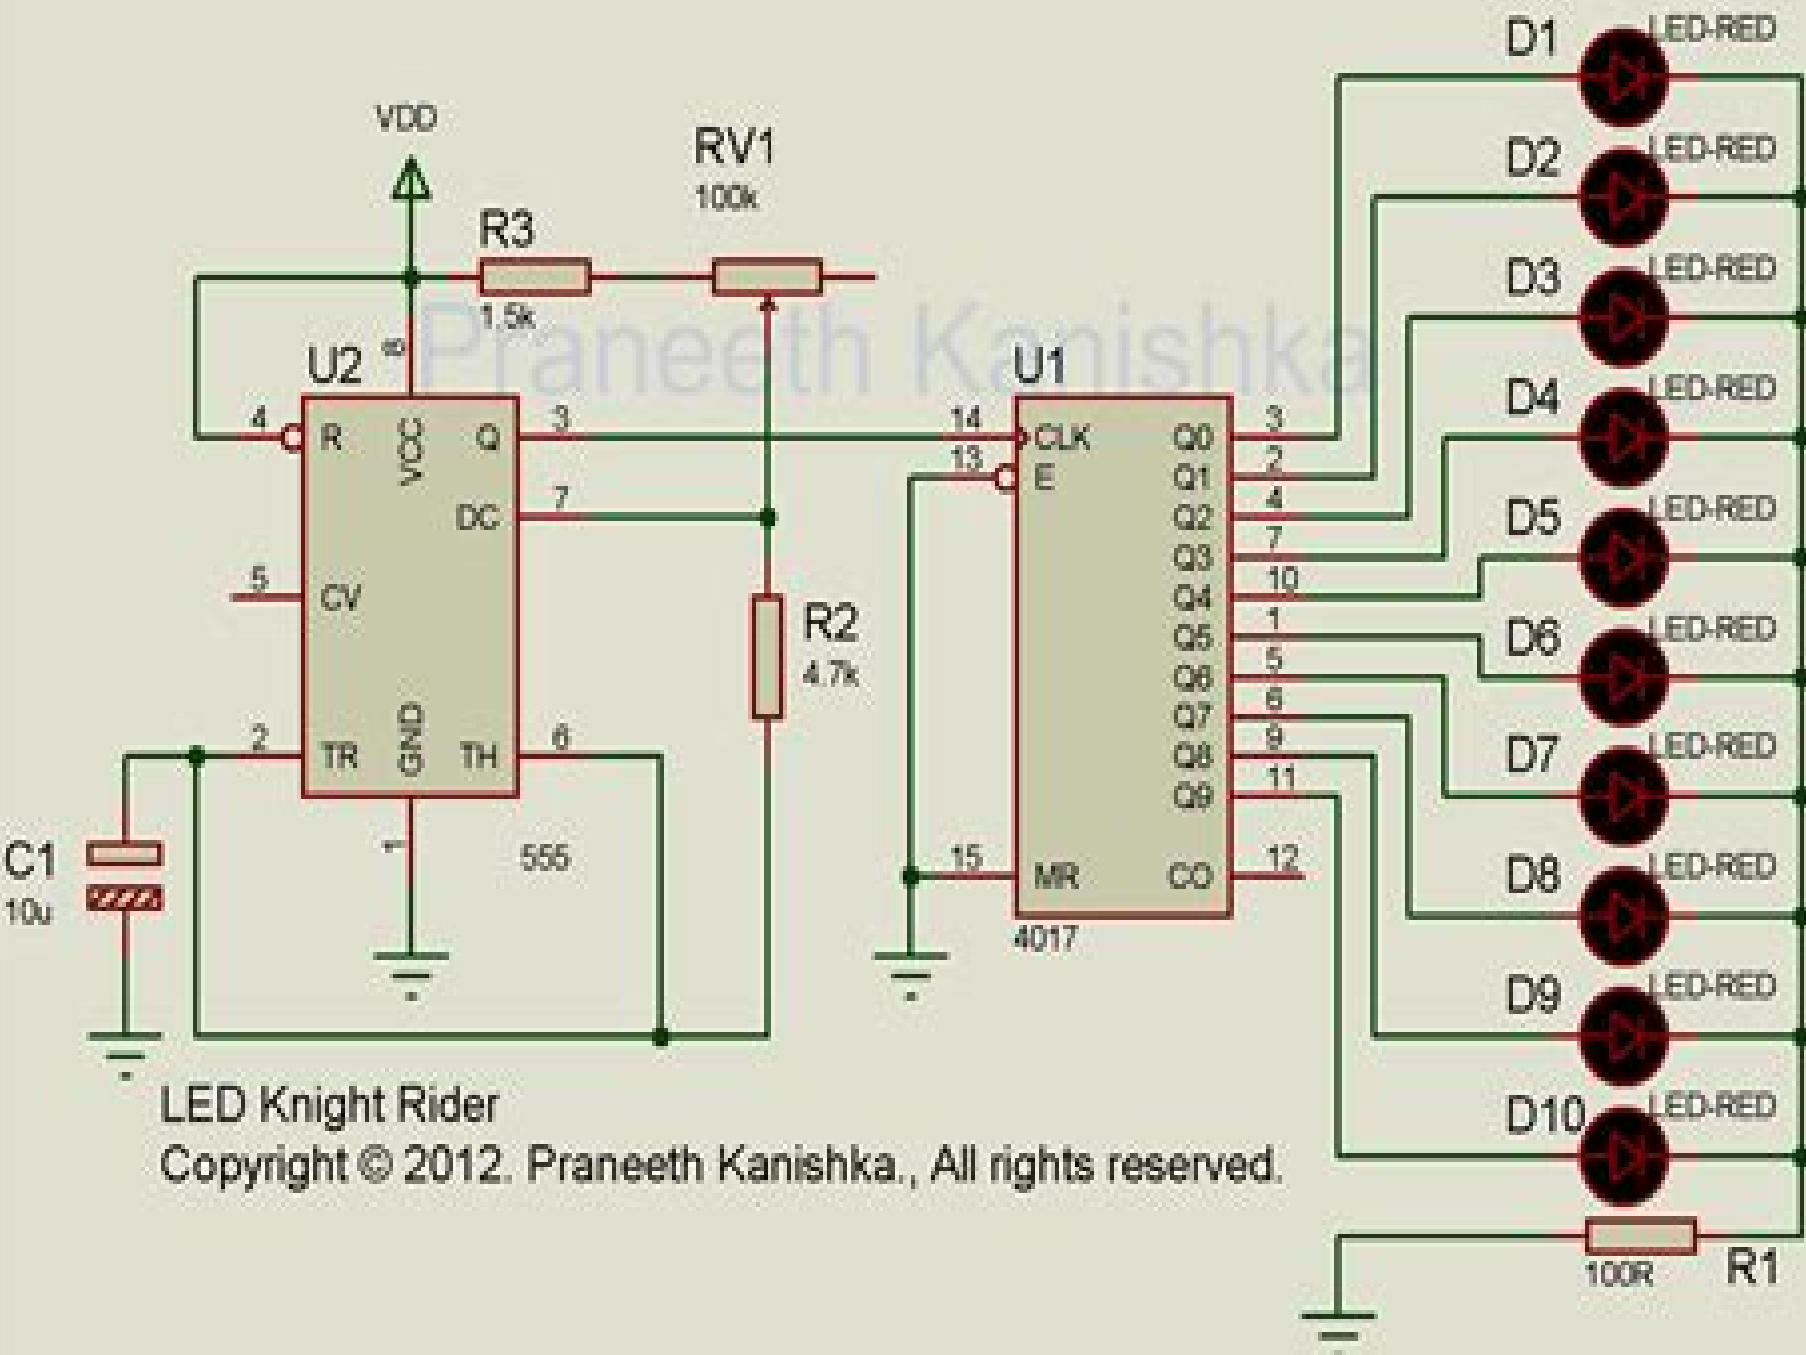 D1
LED-RED
VDD
RV1
100k
D2
LED-RED
R3
1.5k
D3
LED-RED
Praneeth Kanishka
8
U2
U1
D4
LED-RED
4
R
VCC
Q
3
14
CLK
Q0
3
13
E
Q1
2
DC
7
Q2
4
D5
LED-RED
Q3
7
5
CV
Q4
10
R2
4.7k
Q5
1
D6
LED-RED
Q6
5
Q7
6
2
TR
GND
TH
6
Q8
9
D7
LED-RED
Q9
11
C1
10u
1
555
15
MR
CO
12
D8
LED-RED
4017
D9
LED-RED
LED Knight Rider
D10
LED-RED
Copyright © 2012. Praneeth Kanishka., All rights reserved.
100R
R1